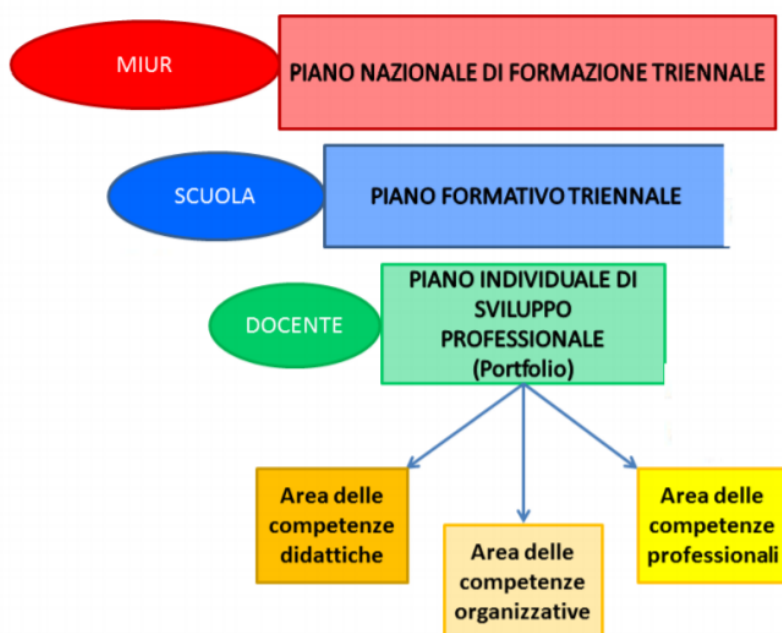 MIUR
PIANO NAZIONALE DI FORMAZIONE TRIENNALE
SCUOLA
PIANO FORMATIVO TRIENNALE
DOCENTE
PIANO INDIVIDUALE DI
SVILUPPO
PROFESSIONALE
(Portfolio)
Area delle
competenze
didattiche
Area delle
competenze
organizzative
Area delle
competenze
professionali